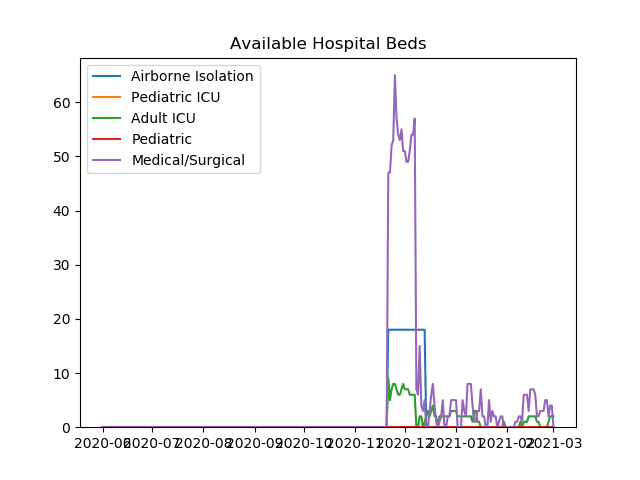 Available Hospital Beds
Airborne Isolation
Pediatric ICU
Adult ICU
Pediatric
Medical/Surgical
60
50
40
30
20
10
0
2020-06 2020-07 2020-08 2020-09 2020-10 2020-11 2020-12 2021-01 2021-02 2021-03